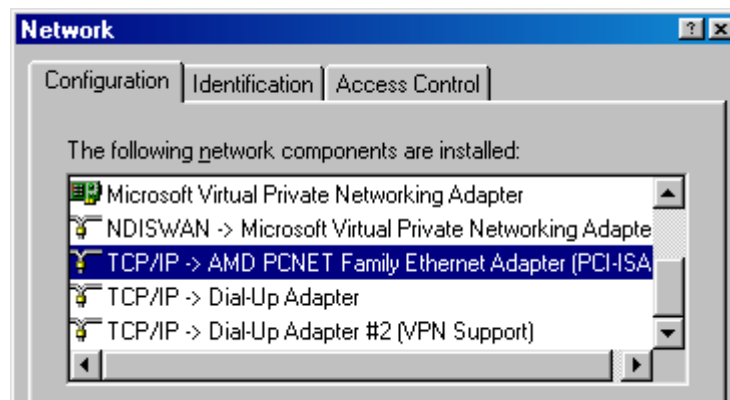 Network
Configuration Identification Access Control
The following network components are installed:
Microsoft Virtual Private Networking Adapter
NDISWAN -> Microsoft Virtual Private Networking Adapte
TCP/IP -> AMD PCNET Family Ethernet Adapter (PCI-ISA
TCP/IP -> Dial-Up Adapter
TCP/IP -> Dial-Up Adapter #2 (VPN Support)